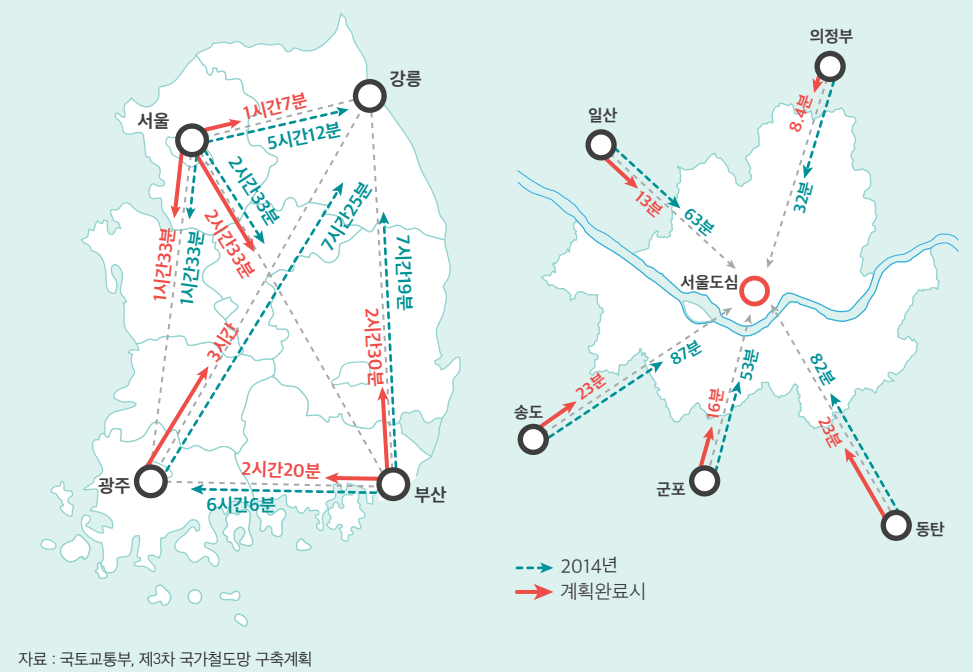 강릉
서울
1시간7분
5시간12분
2시간33분
2시간33분
1시간33분
1시간33분
7시간25분
7시간19분
3시간
2시간30분
광주
2시간20분
6시간6분
부산
의정부
8.4분
32분
일산
13분
63분
서울도심
87분
23분
송도
53분
16분
군포
82분
23분
동탄
2014년
계획완료시
자료 : 국토교통부, 제3차 국가철도망 구축계획